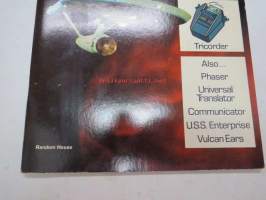 Tricorder
Also...
Phaser
Universal
Translator
Communicator
U.S.S. Enterprise
Vulcan Ears
Random House